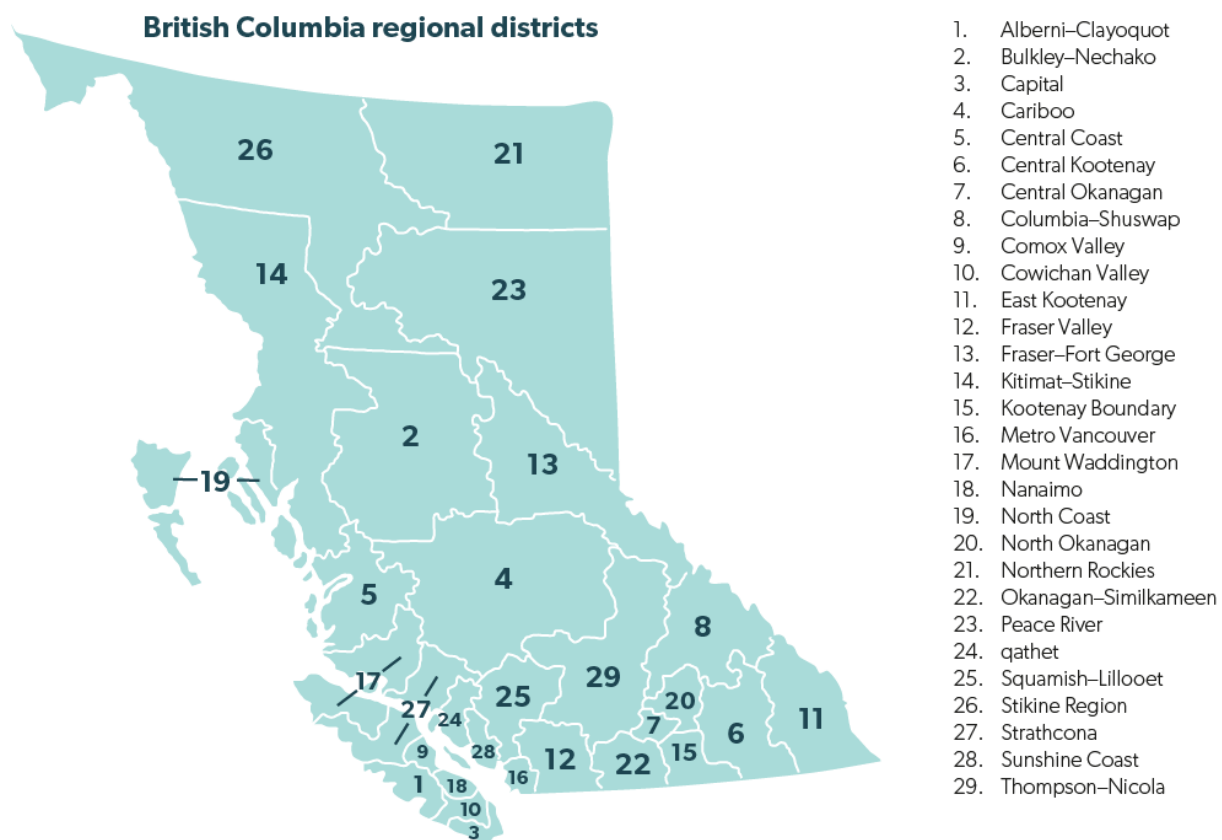 British Columbia regional districts
26
21
14
23
2
13
19
5
4
8
17
29
27
25
24
20
11
7
6
9
28
12
22
15
1
18
16
10
3
1. Alberni–Clayoquot
2. Bulkley–Nechako
3. Capital
4. Cariboo
5. Central Coast
6. Central Kootenay
7. Central Okanagan
8. Columbia–Shuswap
9. Comox Valley
10. Cowichan Valley
11. East Kootenay
12. Fraser Valley
13. Fraser–Fort George
14. Kitimat–Stikine
15. Kootenay Boundary
16. Metro Vancouver
17. Mount Waddington
18. Nanaimo
19. North Coast
20. North Okanagan
21. Northern Rockies
22. Okanagan–Similkameen
23. Peace River
24. qathet
25. Squamish–Lillooet
26. Stikine Region
27. Strathcona
28. Sunshine Coast
29. Thompson–Nicola